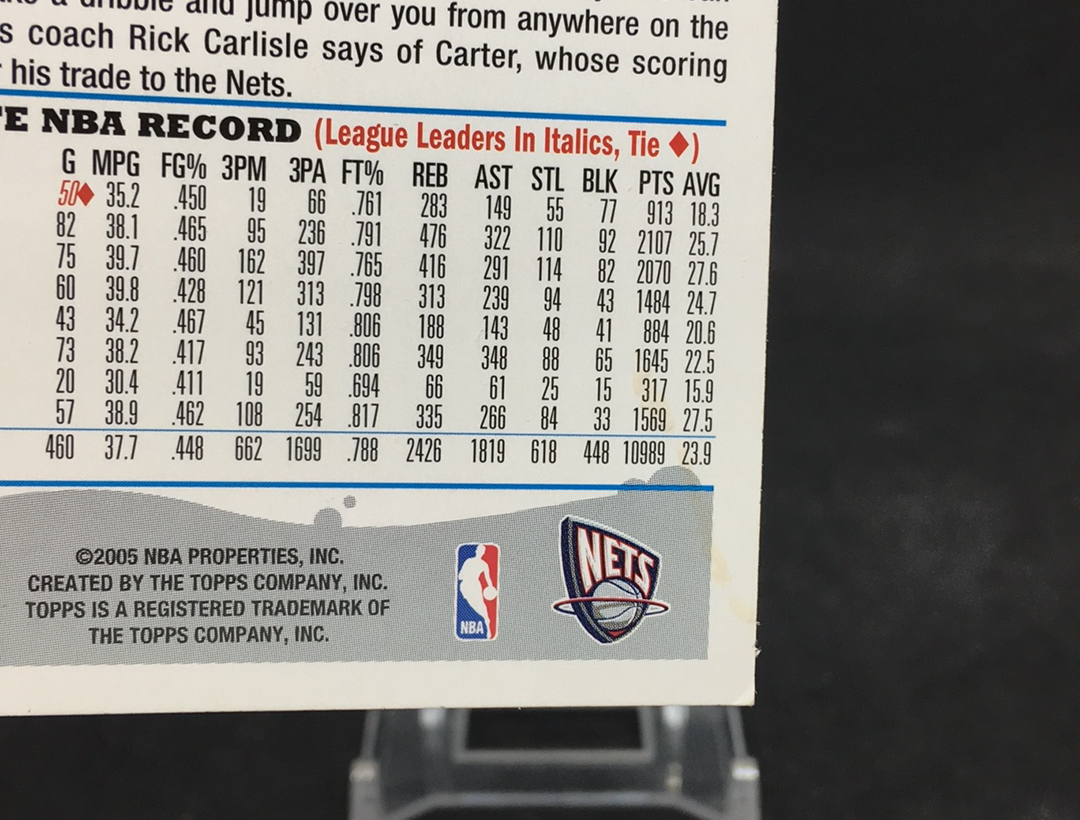 dribble and jump over you from anywhere on the
s coach Rick Carlisle says of Carter, whose scoring
his trade to the Nets.
TE NBA RECORD (League Leaders In Italics, Tie ♦)
G MPG FG% 3PM 3PA FT% REB AST STL BLK PTS AVG
50♦ 35.2 .450 19 66 .761 283 149 55 77 913 18.3
82 38.1 .465 95 236 .791 476 322 110 92 2107 25.7
75 39.7 .460 162 397 .765 416 291 114 82 2070 27.6
60 39.8 .428 121 313 .798 313 239 94 43 1484 24.7
43 34.2 .467 45 131 .806 188 143 48 41 884 20.6
73 38.2 .417 93 243 .806 349 348 88 65 1645 22.5
20 30.4 .411 19 59 .694 66 61 25 15 317 15.9
57 38.9 .462 108 254 .817 335 266 84 33 1569 27.5
460 37.7 .448 662 1699 .788 2426 1819 618 448 10989 23.9
©2005 NBA PROPERTIES, INC.
CREATED BY THE TOPPS COMPANY, INC.
TOPPS IS A REGISTERED TRADEMARK OF
THE TOPPS COMPANY, INC.
NBA
NETS